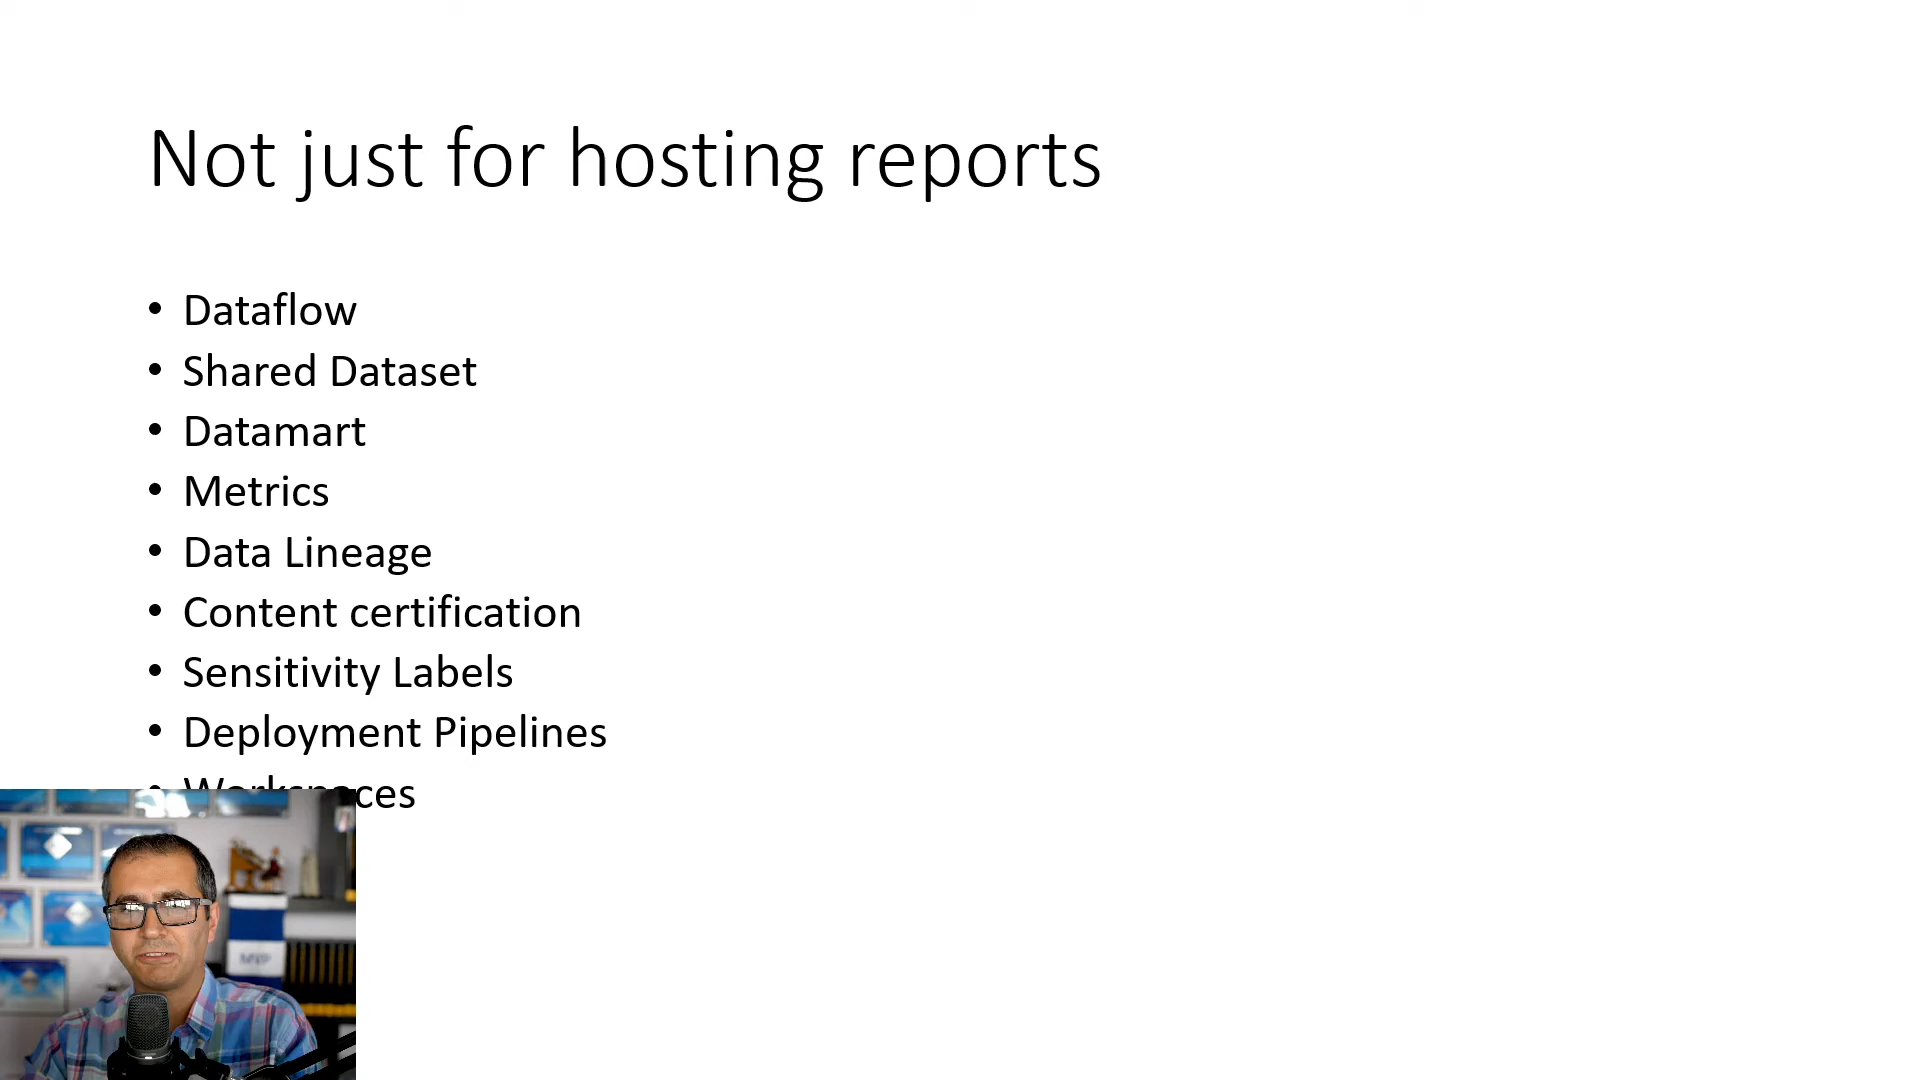 Not just for hosting reports
• Dataflow
• Shared Dataset
• Datamart
• Metrics
• Data Lineage
• Content certification
• Sensitivity Labels
• Deployment Pipelines
• Workspaces
MVP